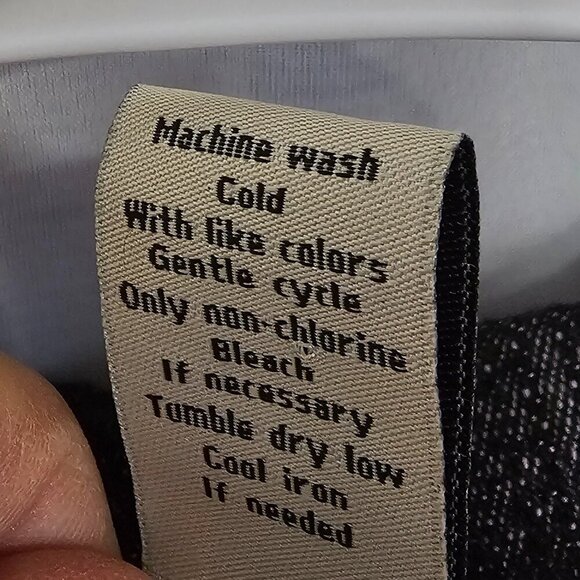 Machine wash
Cold
With like colors
Gentle cycle
Only non-chlorine
Bleach
If necessary
Tumble dry low
Cool iron
If needed